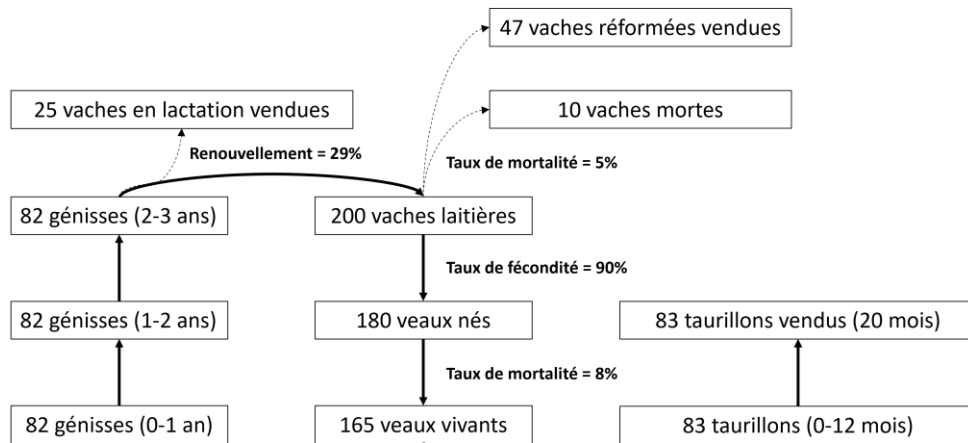 47 vaches réformées vendues
25 vaches en lactation vendues
10 vaches mortes
Renouvellement = 29%
Taux de mortalité = 5%
82 génisses (2-3 ans)
200 vaches laitières
Taux de fécondité = 90%
82 génisses (1-2 ans)
180 veaux nés
83 taurillons vendus (20 mois)
Taux de mortalité = 8%
82 génisses (0-1 an)
165 veaux vivants
83 taurillons (0-12 mois)